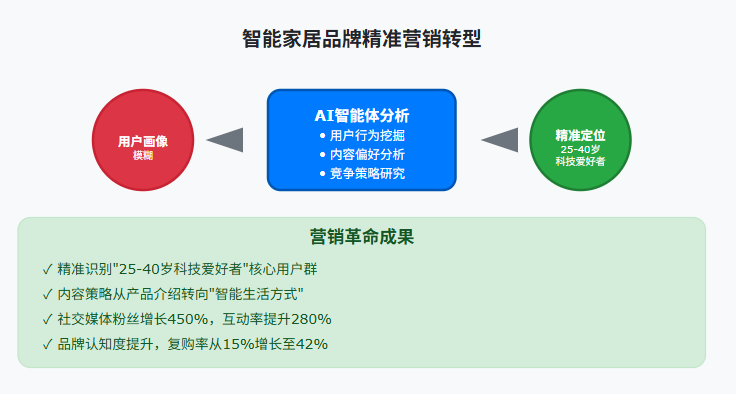 智能家居品牌精准营销转型
用户画像
模糊
AI智能体分析
• 用户行为挖掘
• 内容偏好分析
• 竞争策略研究
精准定位
25-40岁
科技爱好者
营销革命成果
✓ 精准识别"25-40岁科技爱好者"核心用户群
✓ 内容策略从产品介绍转向"智能生活方式"
✓ 社交媒体粉丝增长450%，互动率提升280%
✓ 品牌认知度提升，复购率从15%增长至42%